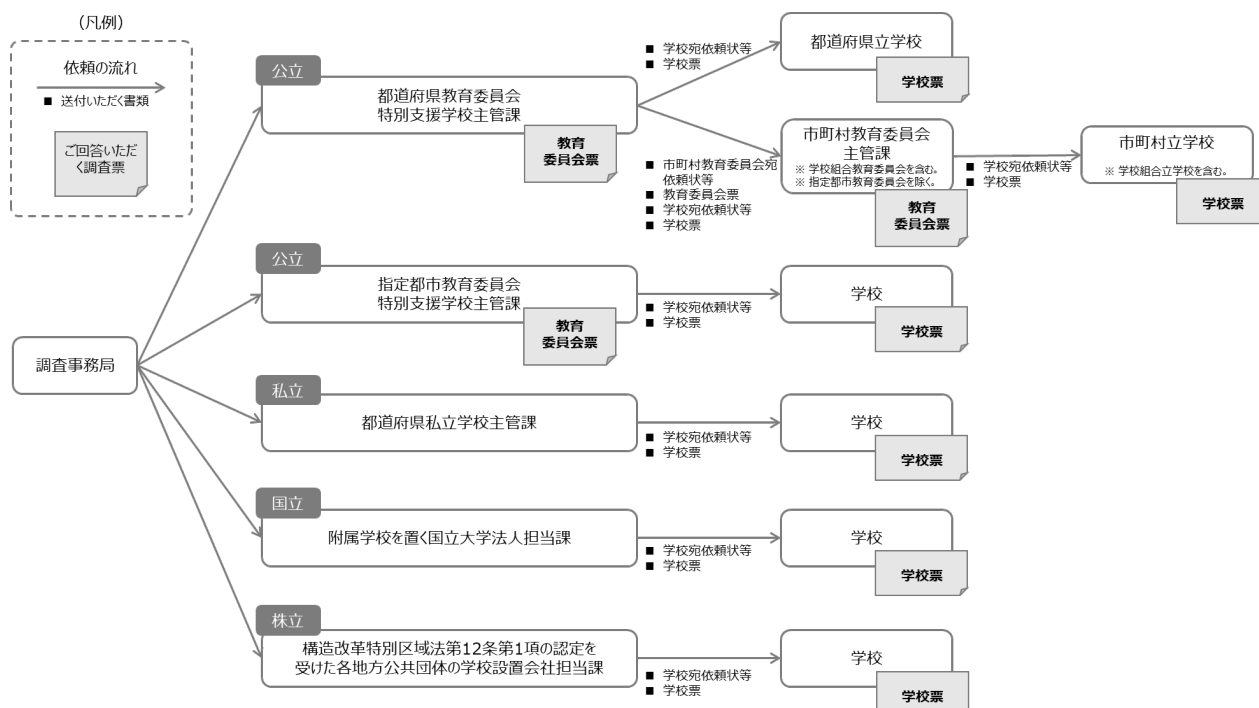 （凡例）
依頼の流れ
■ 送付いただく書類
ご回答いただ
く調査票
調査事務局
公立
都道府県教育委員会
特別支援学校主管課
教育
委員会票
■ 学校宛依頼状等
■ 学校票
都道府県立学校
学校票
■ 市町村教育委員会宛
依頼状等
■ 教育委員会票
■ 学校宛依頼状等
■ 学校票
市町村教育委員会
主管課
※ 学校組合教育委員会を含む。
※ 指定都市教育委員会を除く。
教育
委員会票
■ 学校宛依頼状等
■ 学校票
市町村立学校
※ 学校組合立学校を含む。
学校票
公立
指定都市教育委員会
特別支援学校主管課
教育
委員会票
■ 学校宛依頼状等
■ 学校票
学校
学校票
私立
都道府県私立学校主管課
■ 学校宛依頼状等
■ 学校票
学校
学校票
国立
附属学校を置く国立大学法人担当課
■ 学校宛依頼状等
■ 学校票
学校
学校票
株立
構造改革特別区域法第12条第1項の認定を
受けた各地方公共団体の学校設置会社担当課
■ 学校宛依頼状等
■ 学校票
学校
学校票